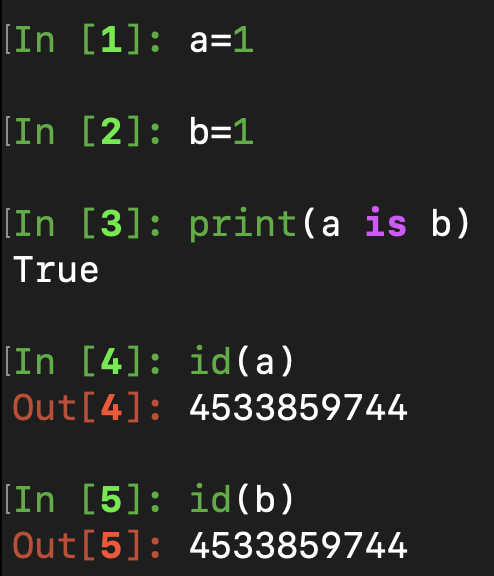 In [1]: a=1
In [2]: b=1
In [3]: print(a is b)
True
In [4]: id(a)
Out[4]: 4533859744
In [5]: id(b)
Out[5]: 4533859744